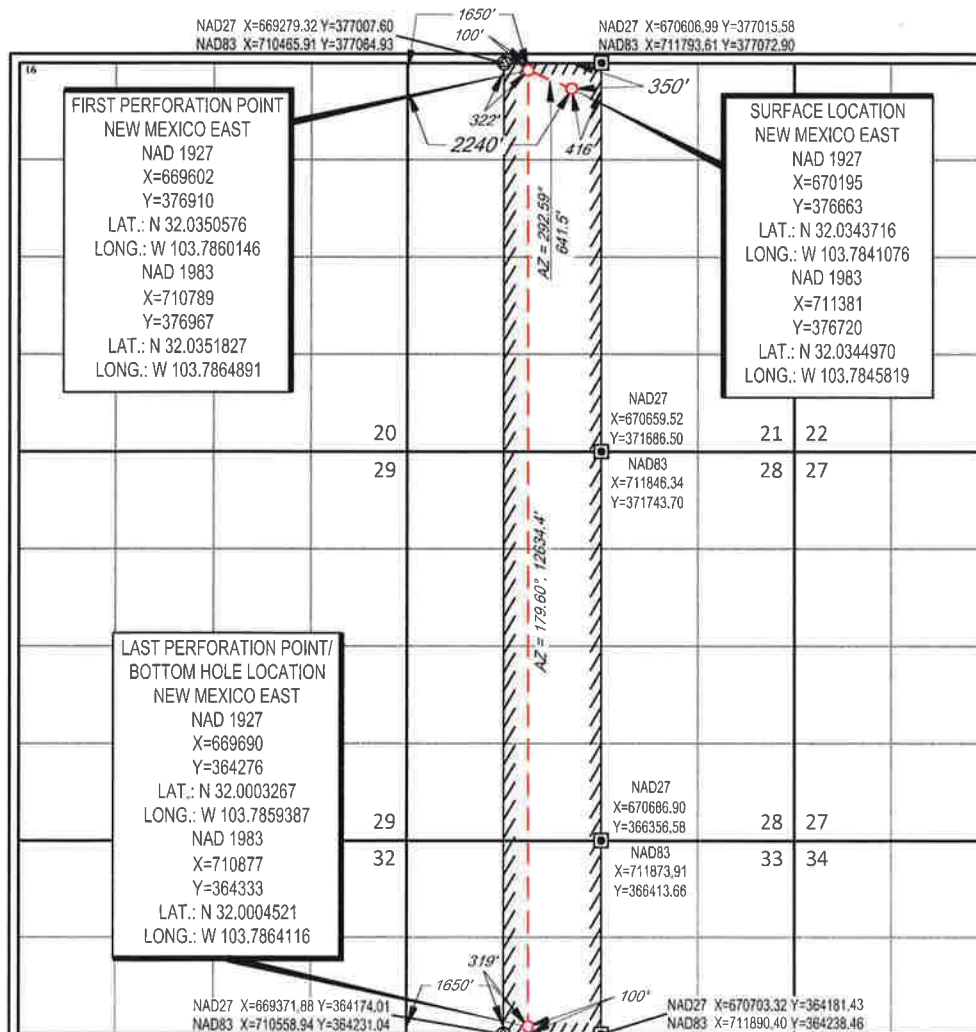 NAD27 X=669279.32 Y=377007.60
NAD83 X=710465.91 Y=377064.93
1650'
100'
NAD27 X=670606.99 Y=377015.58
NAD83 X=711793.61 Y=377072.90
16
FIRST PERFORATION POINT
NEW MEXICO EAST
NAD 1927
X=669602
Y=376910
LAT.: N 32.0350576
LONG.: W 103.7860146
NAD 1983
X=710789
Y=376967
LAT.: N 32.0351827
LONG.: W 103.7864891
322'
2240'
416'
350'
AZ = 292.59°
641.5'
SURFACE LOCATION
NEW MEXICO EAST
NAD 1927
X=670195
Y=376663
LAT.: N 32.0343716
LONG.: W 103.7841076
NAD 1983
X=711381
Y=376720
LAT.: N 32.0344970
LONG.: W 103.7845819
NAD27
X=670659.52
Y=371686.50
20
21 22
29
28 27
NAD83
X=711846.34
Y=371743.70
AZ = 179.60°, 12634.4'
LAST PERFORATION POINT/
BOTTOM HOLE LOCATION
NEW MEXICO EAST
NAD 1927
X=669690
Y=364276
LAT.: N 32.0003267
LONG.: W 103.7859387
NAD 1983
X=710877
Y=364333
LAT.: N 32.0004521
LONG.: W 103.7864116
NAD27
X=670686.90
Y=366356.58
29
28 27
32
33 34
NAD83
X=711873.91
Y=366413.66
319'
1650'
100'
NAD27 X=669371.88 Y=364174.01
NAD83 X=710558.94 Y=364231.04
NAD27 X=670703.32 Y=364181.43
NAD83 X=711890.40 Y=364238.46